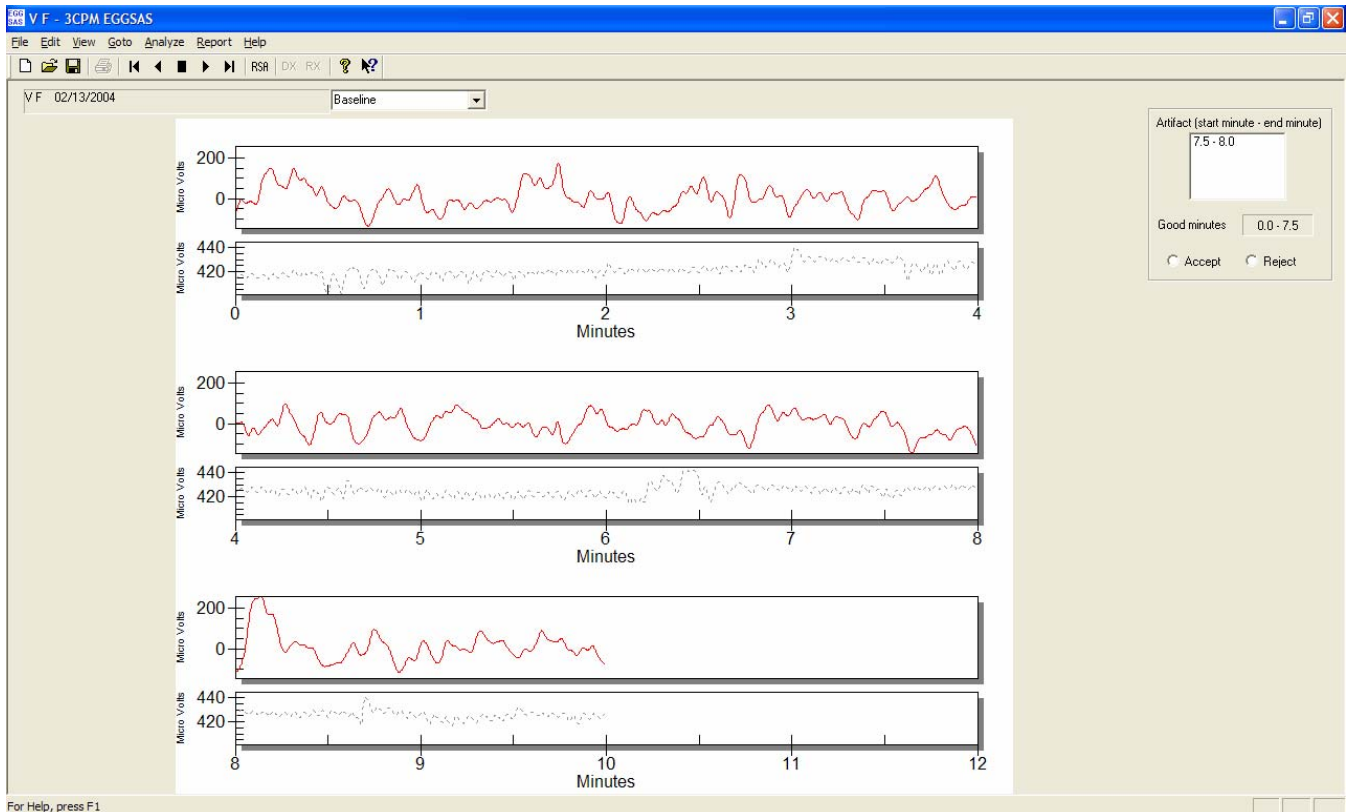 EGG SAS V F - 3CPM EGGSAS
File Edit View Goto Analyze Report Help
RSA DX RX ? ?
V F 02/13/2004
Baseline
Artifact (start minute - end minute)
7.5 - 8.0
Good minutes 0.0 - 7.5
Accept Reject
Micro Volts
200
0
Micro Volts
440
420
0 1 2 3 4
Minutes
Micro Volts
200
0
Micro Volts
440
420
4 5 6 7 8
Minutes
Micro Volts
200
0
Micro Volts
440
420
8 9 10 11 12
Minutes
For Help, press F1